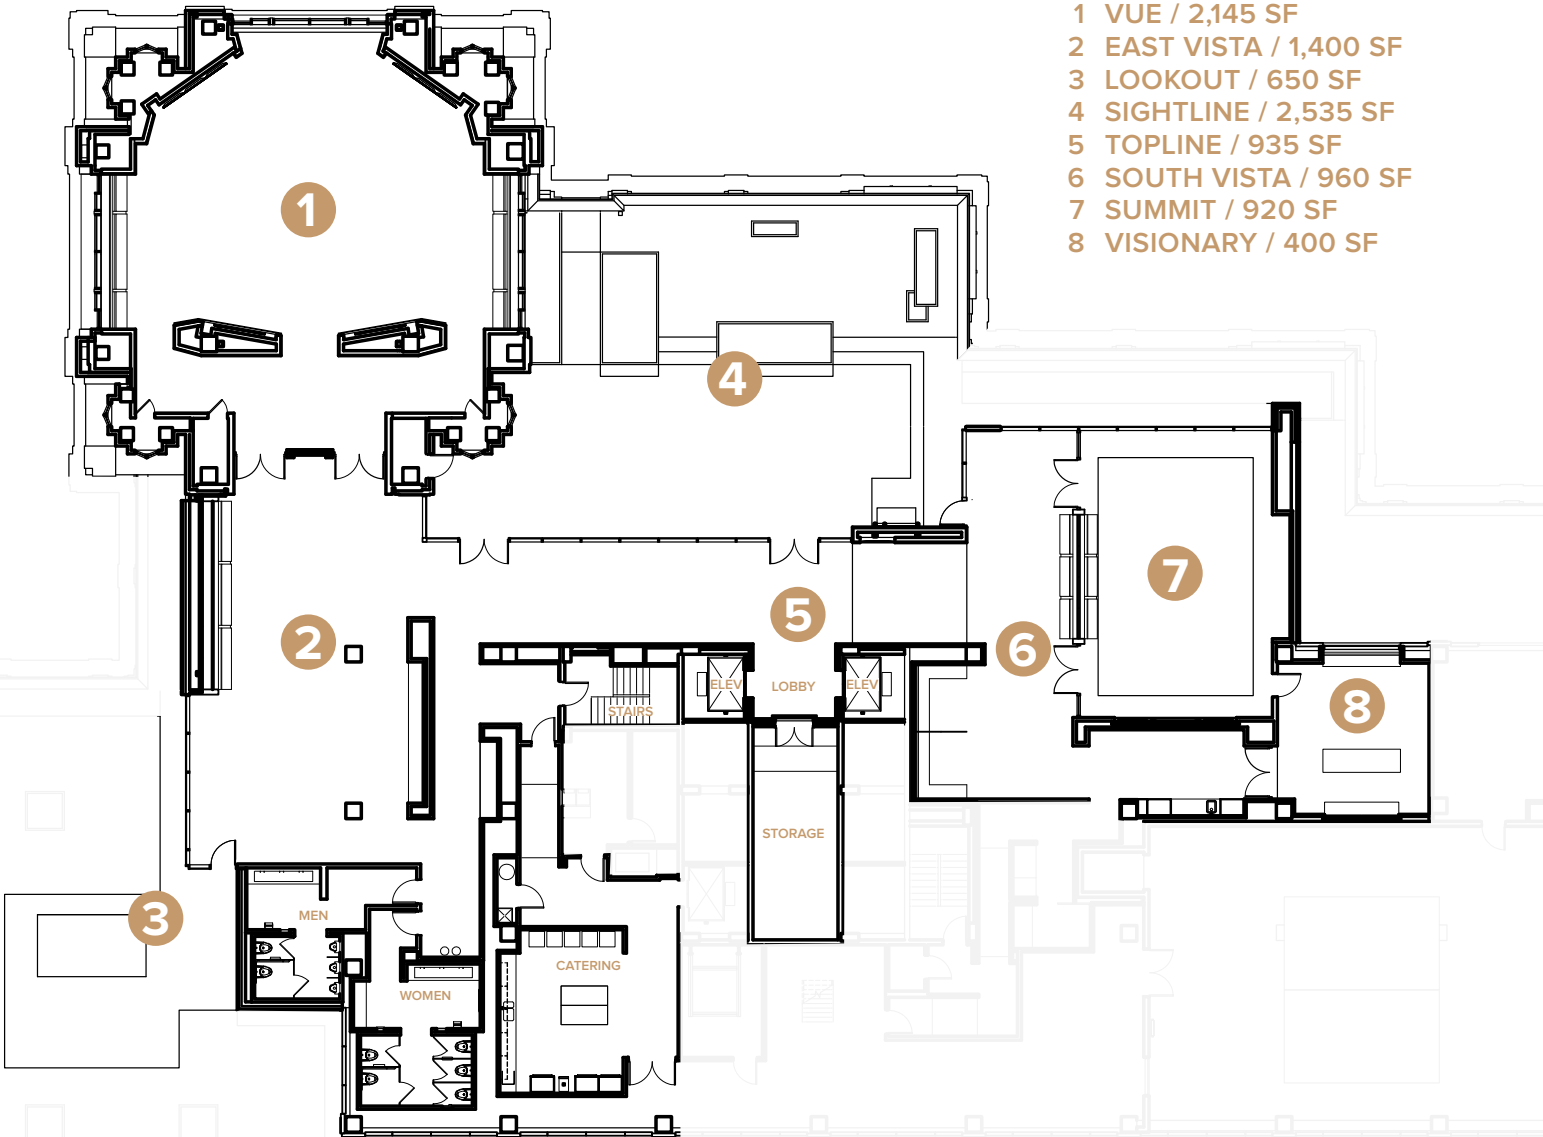 1 VUE / 2,145 SF
2 EAST VISTA / 1,400 SF
3 LOOKOUT / 650 SF
4 SIGHTLINE / 2,535 SF
5 TOPLINE / 935 SF
6 SOUTH VISTA / 960 SF
7 SUMMIT / 920 SF
8 VISIONARY / 400 SF
1
4
7
5
2
6
ELEV
LOBBY
ELEV
STAIRS
8
STORAGE
3
MEN
CATERING
WOMEN